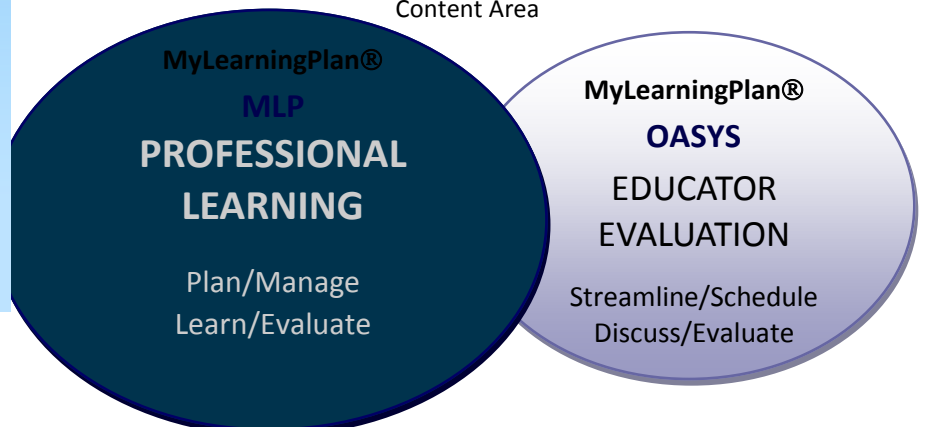 Content Area
MyLearningPlan®
MLP
PROFESSIONAL
LEARNING
Plan/Manage
Learn/Evaluate
MyLearningPlan®
OASYS
EDUCATOR
EVALUATION
Streamline/Schedule
Discuss/Evaluate